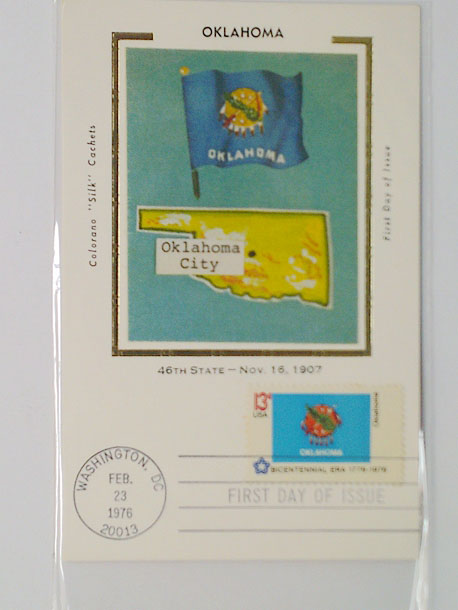 OKLAHOMA
Colorano "Silk" Cachets
First Day of Issue
OKLAHOMA
Oklahoma
City
46TH STATE – NOV. 16, 1907
13c
USA
Oklahoma
OKLAHOMA
BICENTENNIAL ERA 1776-1976
WASHINGTON, DC
FEB.
23
1976
20013
FIRST DAY OF ISSUE